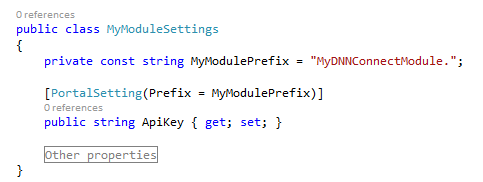 0 references
public class MyModuleSettings
{
private const string MyModulePrefix = "MyDNNConnectModule.";
[PortalSetting(Prefix = MyModulePrefix)]
0 references
public string ApiKey { get; set; }
Other properties
}